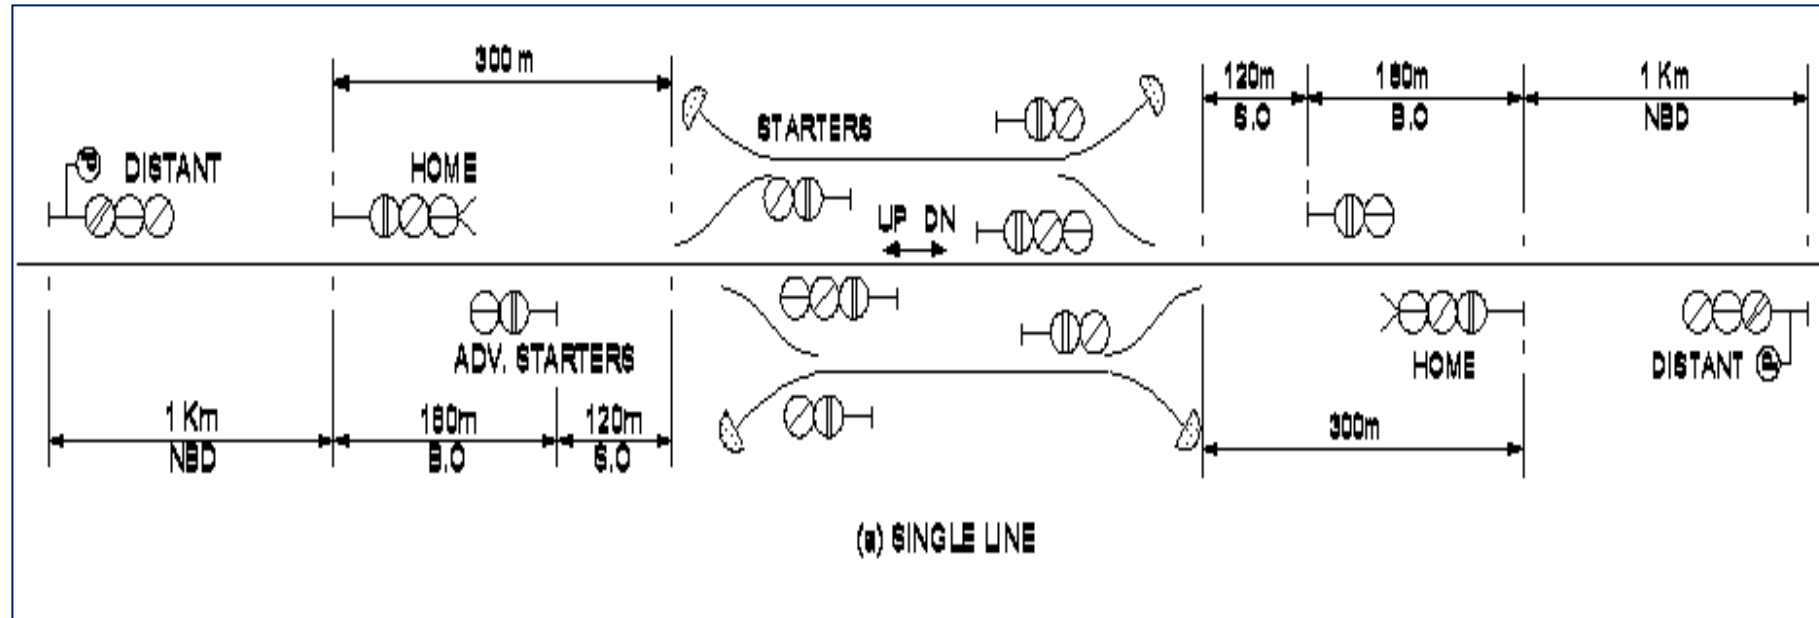 300 m
120m
180m
1 Km
S.O
B.O
NBD
STARTERS
P DISTANT
HOME
UP DN
ADV. STARTERS
HOME
DISTANT P
1 Km
180m
120m
NBD
B.O
S.O
300m
(a) SINGLE LINE